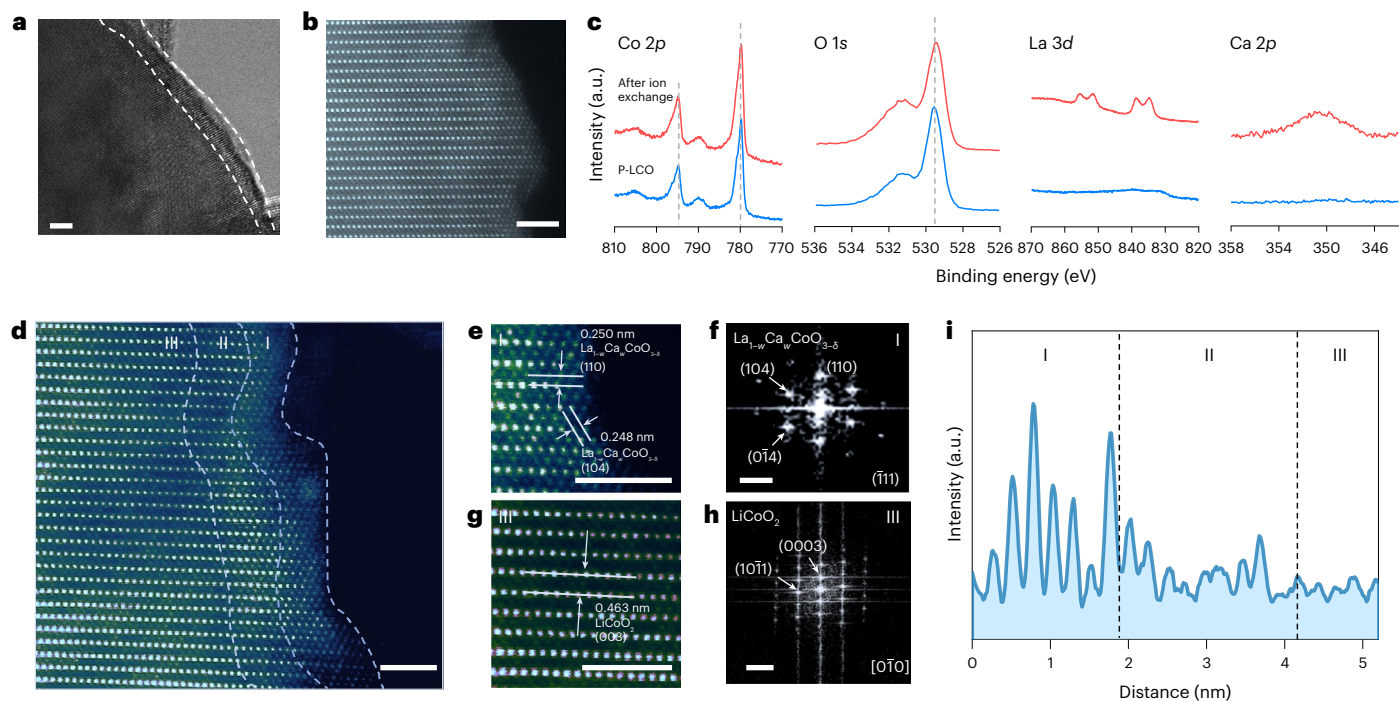 a
b
c
Co 2p
O 1s
La 3d
Ca 2p
After ion
exchange
P-LCO
Intensity (a.u.)
810 800 790 780 770
536 534 532 530 528 526
870 860 850 840 830 820
358 354 350 346
Binding energy (eV)
d
III
II
I
e
I
0.250 nm
La₁₋wCawCoO₃₋δ
(110)
0.248 nm
La₁₋wCawCoO₃₋δ
(104)
f
La₁₋wCawCoO₃₋δ
I
(104)
(110)
(01̄4)
(1̄11)
g
III
0.463 nm
LiCoO₂
(003)
h
LiCoO₂
III
(0003)
(101̄1)
[01̄0]
i
I
II
III
Intensity (a.u.)
0 1 2 3 4 5
Distance (nm)